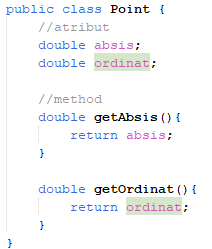 public class Point {
//atribut
double absis;
double ordinat;
//method
double getAbsis(){
return absis;
}
double getOrdinat(){
return ordinat;
}
}